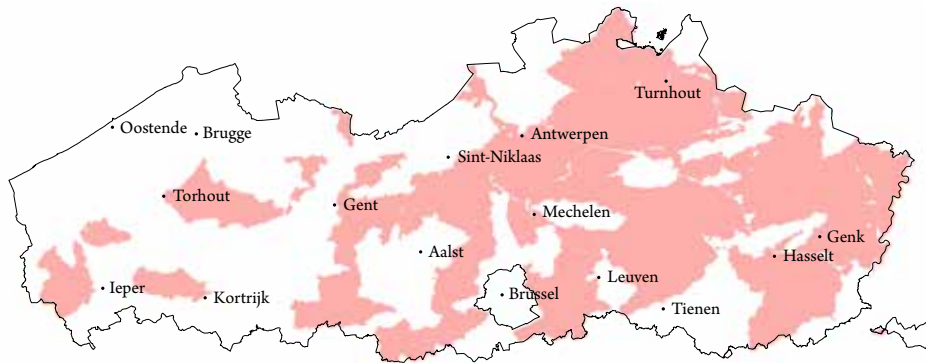 Turnhout
Oostende
Brugge
Antwerpen
Sint-Niklaas
Torhout
Gent
Mechelen
Genk
Aalst
Hasselt
Leuven
Ieper
Kortrijk
Brussel
Tienen